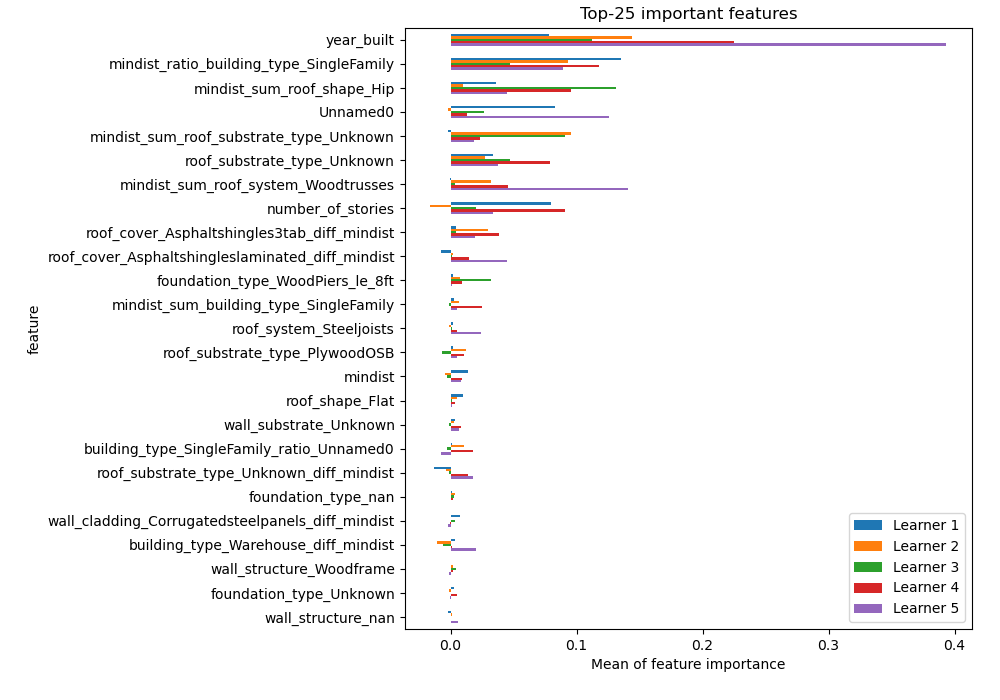 Top-25 important features
year_built
mindist_ratio_building_type_SingleFamily
mindist_sum_roof_shape_Hip
Unnamed0
mindist_sum_roof_substrate_type_Unknown
roof_substrate_type_Unknown
mindist_sum_roof_system_Woodtrusses
number_of_stories
roof_cover_Asphaltshingles3tab_diff_mindist
roof_cover_Asphaltshingleslaminated_diff_mindist
foundation_type_WoodPiers_le_8ft
mindist_sum_building_type_SingleFamily
roof_system_Steeljoists
roof_substrate_type_PlywoodOSB
mindist
roof_shape_Flat
wall_substrate_Unknown
building_type_SingleFamily_ratio_Unnamed0
roof_substrate_type_Unknown_diff_mindist
foundation_type_nan
wall_cladding_Corrugatedsteelpanels_diff_mindist
building_type_Warehouse_diff_mindist
wall_structure_Woodframe
foundation_type_Unknown
wall_structure_nan
feature
Learner 1
Learner 2
Learner 3
Learner 4
Learner 5
0.0 0.1 0.2 0.3 0.4
Mean of feature importance